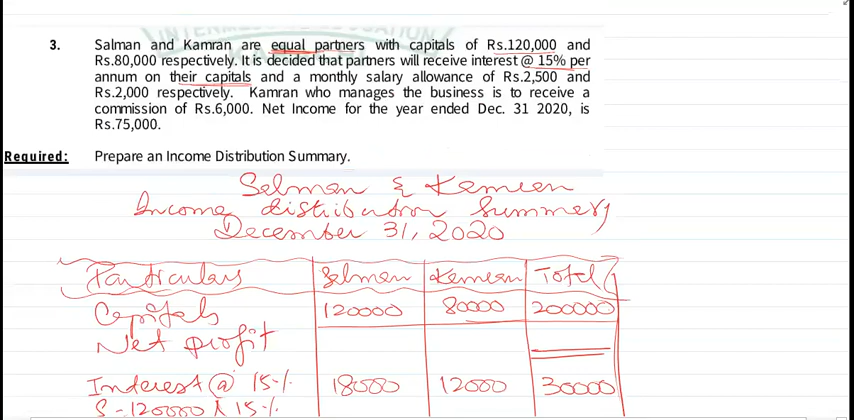 3. Salman and Kamran are equal partners with capitals of Rs.120,000 and
Rs.80,000 respectively. It is decided that partners will receive interest @ 15% per
annum on their capitals and a monthly salary allowance of Rs.2,500 and
Rs.2,000 respectively. Kamran who manages the business is to receive a
commission of Rs.6,000. Net Income for the year ended Dec. 31 2020, is
Rs.75,000.
Required: Prepare an Income Distribution Summary.
Salman & Kamran
Income distribution Summary
December 31, 2020
Particulars Salman Kamran Total
Capitals 120000 80000 200000
Net profit
Interest @ 15% 18000 12000 30000
S = 120000 x 15%